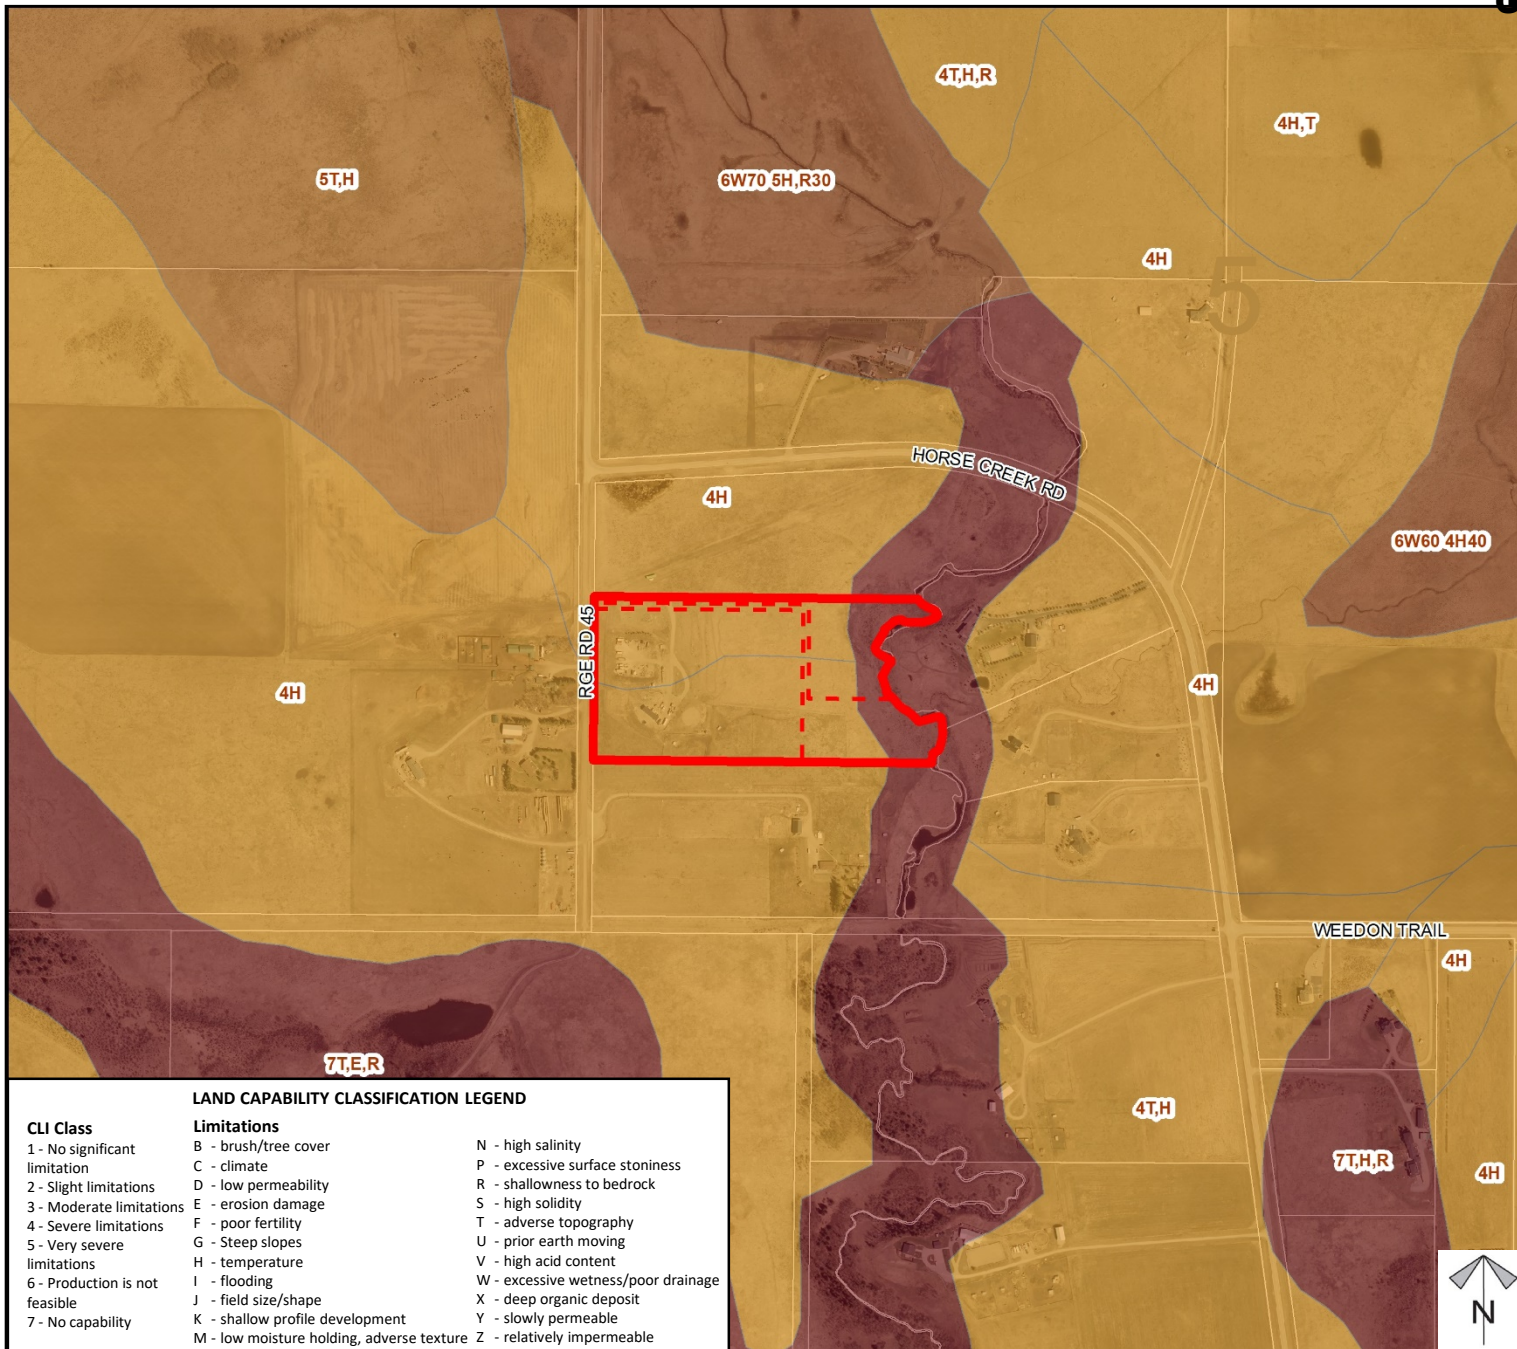 4T,H,R
4H,T
5T,H
6W70 5H,R30
4H
5
HORSE CREEK RD
4H
6W60 4H40
RGE RD 45
4H
4H
WEEDON TRAIL
4H
7T,E,R
4T,H
7T,H,R
4H
LAND CAPABILITY CLASSIFICATION LEGEND
CLI Class
1 - No significant
limitation
2 - Slight limitations
3 - Moderate limitations
4 - Severe limitations
5 - Very severe
limitations
6 - Production is not
feasible
7 - No capability
Limitations
B - brush/tree cover
C - climate
D - low permeability
E - erosion damage
F - poor fertility
G - Steep slopes
H - temperature
I - flooding
J - field size/shape
K - shallow profile development
M - low moisture holding, adverse texture
N - high salinity
P - excessive surface stoniness
R - shallowness to bedrock
S - high solidity
T - adverse topography
U - prior earth moving
V - high acid content
W - excessive wetness/poor drainage
X - deep organic deposit
Y - slowly permeable
Z - relatively impermeable
N